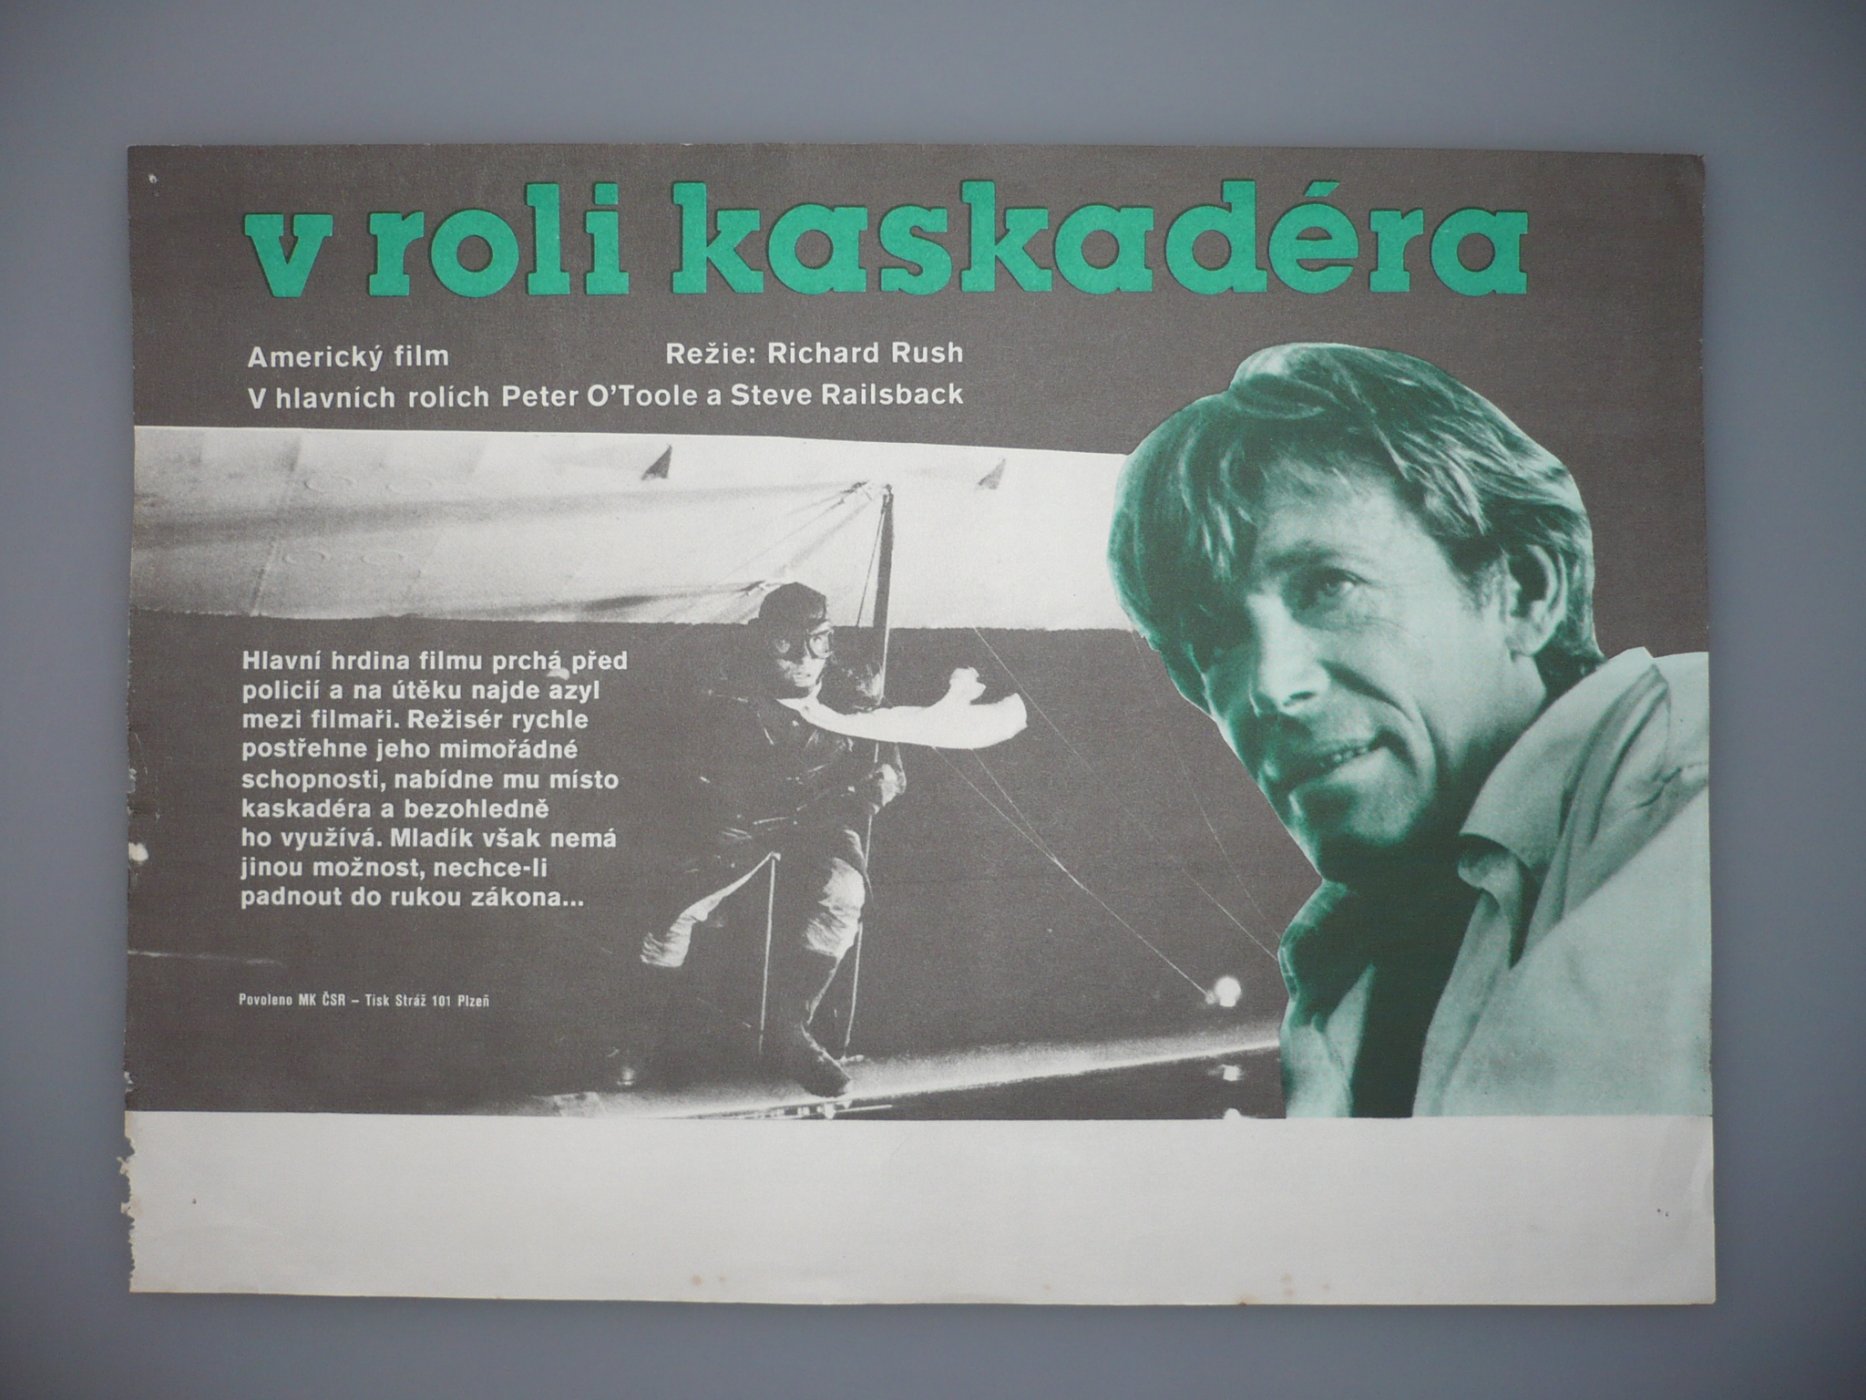 v roli kaskadéra
Americký film Režie: Richard Rush
V hlavních rolích Peter O'Toole a Steve Railsback
Hlavní hrdina filmu prchá před
policií a na útěku najde azyl
mezi filmaři. Režisér rychle
postřehne jeho mimořádné
schopnosti, nabídne mu místo
kaskadéra a bezohledně
ho využívá. Mladík však nemá
jinou možnost, nechce-li
padnout do rukou zákona...
Povoleno MK ČSR – Tisk Stráž 101 Plzeň